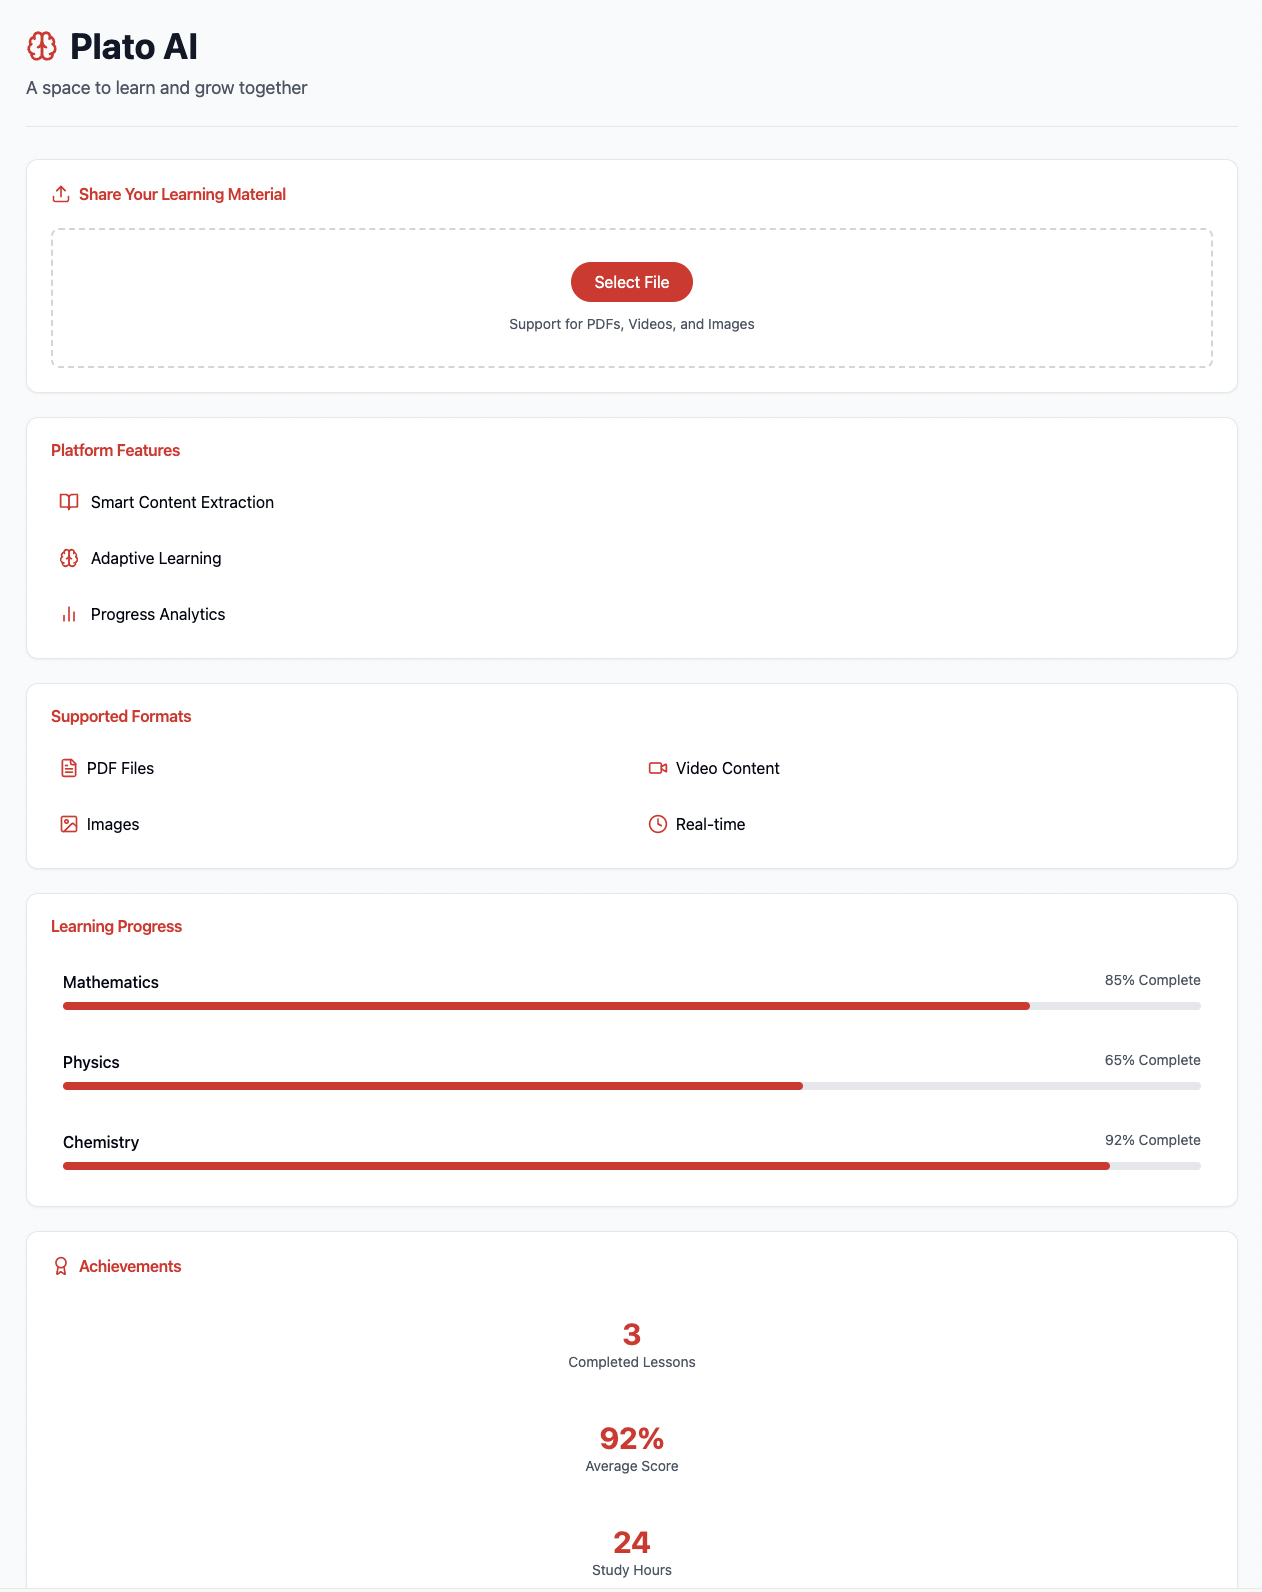 Plato AI
A space to learn and grow together
Share Your Learning Material
Select File
Support for PDFs, Videos, and Images
Platform Features
Smart Content Extraction
Adaptive Learning
Progress Analytics
Supported Formats
PDF Files
Video Content
Images
Real-time
Learning Progress
Mathematics
85% Complete
Physics
65% Complete
Chemistry
92% Complete
Achievements
3
Completed Lessons
92%
Average Score
24
Study Hours